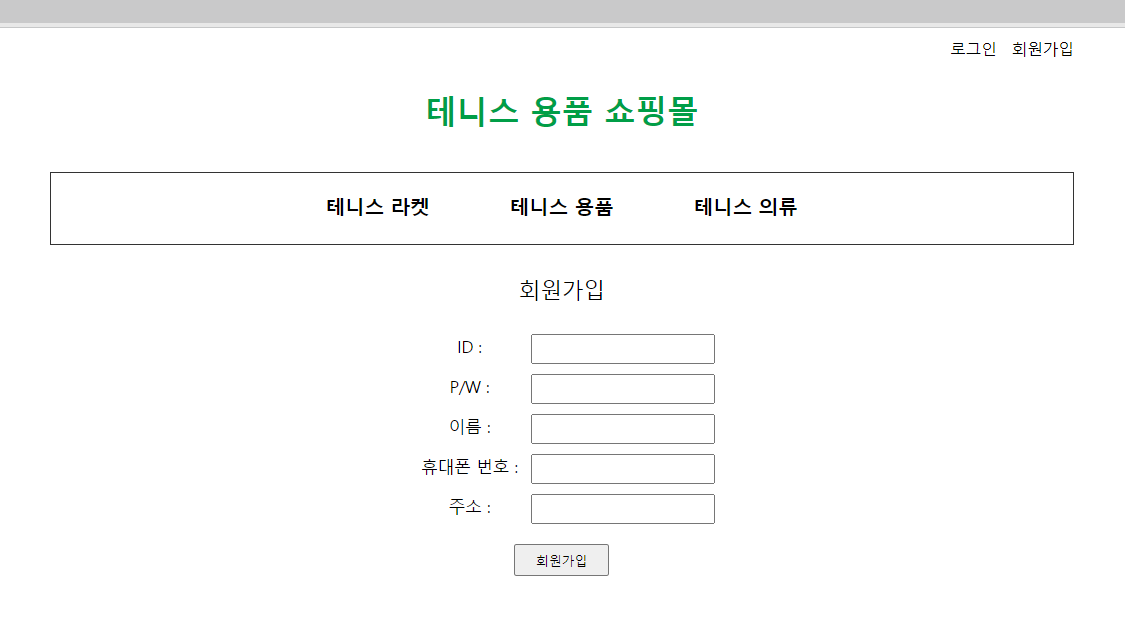 로그인 회원가입
테니스 용품 쇼핑몰
테니스 라켓 테니스 용품 테니스 의류
회원가입
ID :
P/W :
이름 :
휴대폰 번호 :
주소 :
회원가입